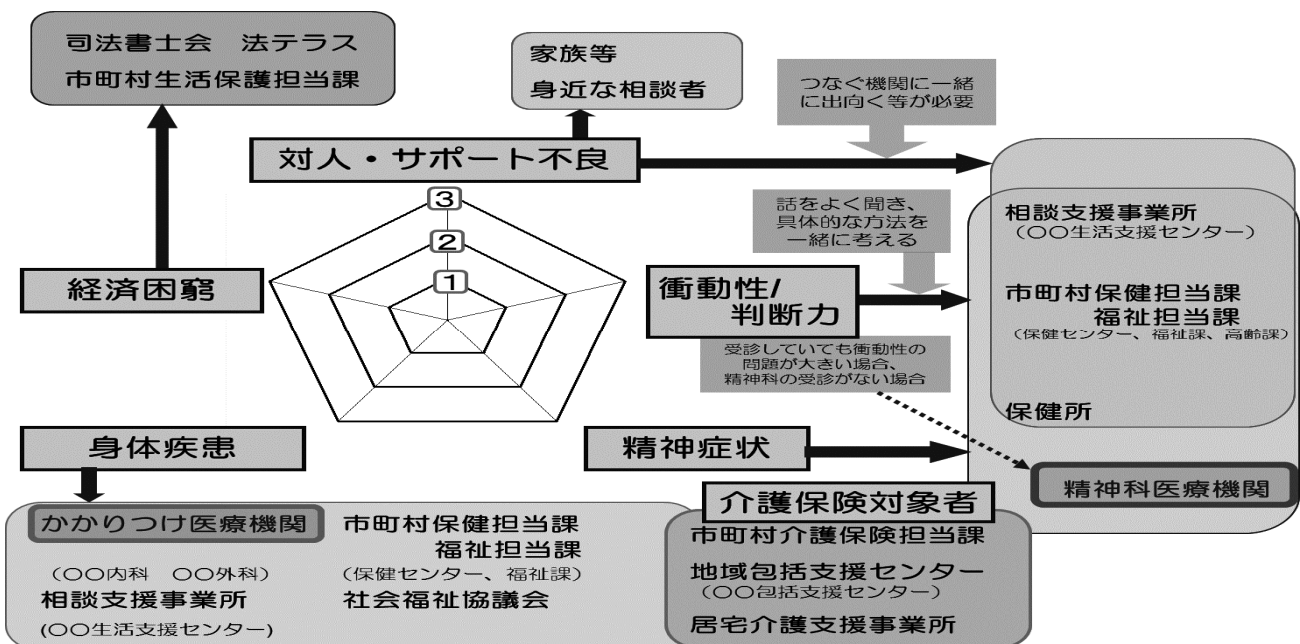 司法書士会　法テラス
市町村生活保護担当課
家族等
身近な相談者
つなぐ機関に一緒
に出向く等が必要
対人・サポート不良
3
2
1
話をよく聞き、
具体的な方法を
一緒に考える
相談支援事業所
（〇〇生活支援センター）
経済困窮
衝動性/
判断力
市町村保健担当課
福祉担当課
（保健センター、福祉課、高齢課）
受診していても衝動性の
問題が大きい場合、
精神科の受診がない場合
保健所
身体疾患
精神症状
精神科医療機関
かかりつけ医療機関
（〇〇内科　〇〇外科）
相談支援事業所
(〇〇生活支援センター)
市町村保健担当課
福祉担当課
（保健センター、福祉課）
社会福祉協議会
介護保険対象者
市町村介護保険担当課
地域包括支援センター
（〇〇包括支援センター）
居宅介護支援事業所